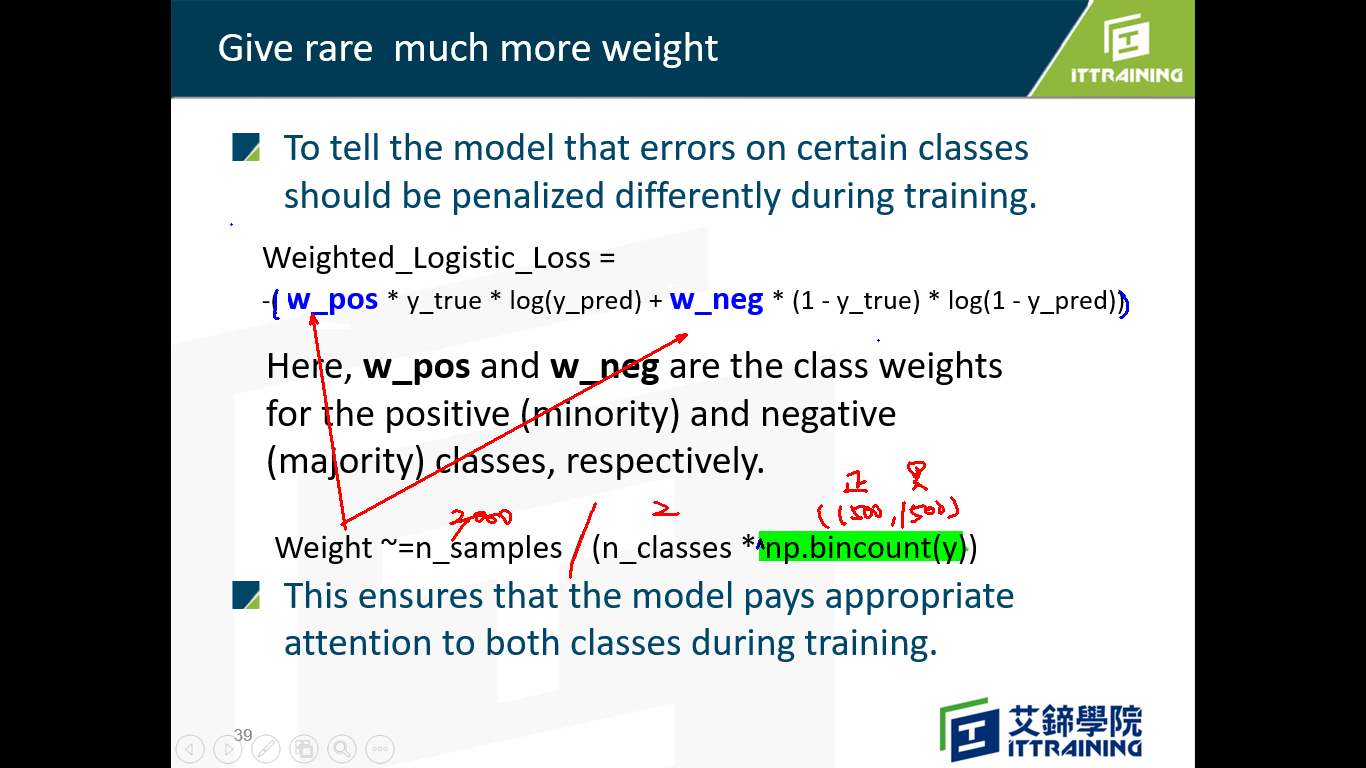 Give rare  much more weight
ITTRAINING
To tell the model that errors on certain classes
should be penalized differently during training.
Weighted_Logistic_Loss =
-( w_pos * y_true * log(y_pred) + w_neg * (1 - y_true) * log(1 - y_pred))
Here, w_pos and w_neg are the class weights
for the positive (minority) and negative
(majority) classes, respectively.
2
(1500, 1500)
Weight ~=n_samples / (n_classes * np.bincount(y))
This ensures that the model pays appropriate
attention to both classes during training.
39
艾鍗學院
ITTRAINING